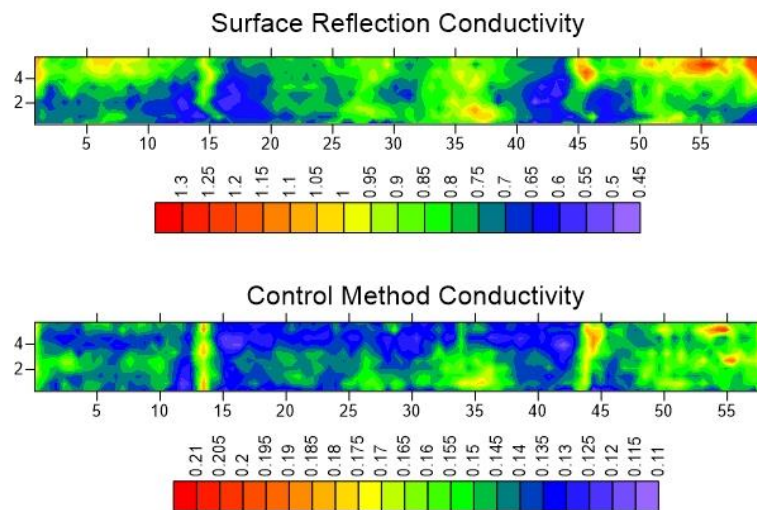 Surface Reflection Conductivity
4
2
5 10 15 20 25 30 35 40 45 50 55
1.3 1.25 1.2 1.15 1.1 1.05 1 0.95 0.9 0.85 0.8 0.75 0.7 0.65 0.6 0.55 0.5 0.45
Control Method Conductivity
4
2
5 10 15 20 25 30 35 40 45 50 55
0.21 0.205 0.2 0.195 0.19 0.185 0.18 0.175 0.17 0.165 0.16 0.155 0.15 0.145 0.14 0.135 0.13 0.125 0.12 0.115 0.11